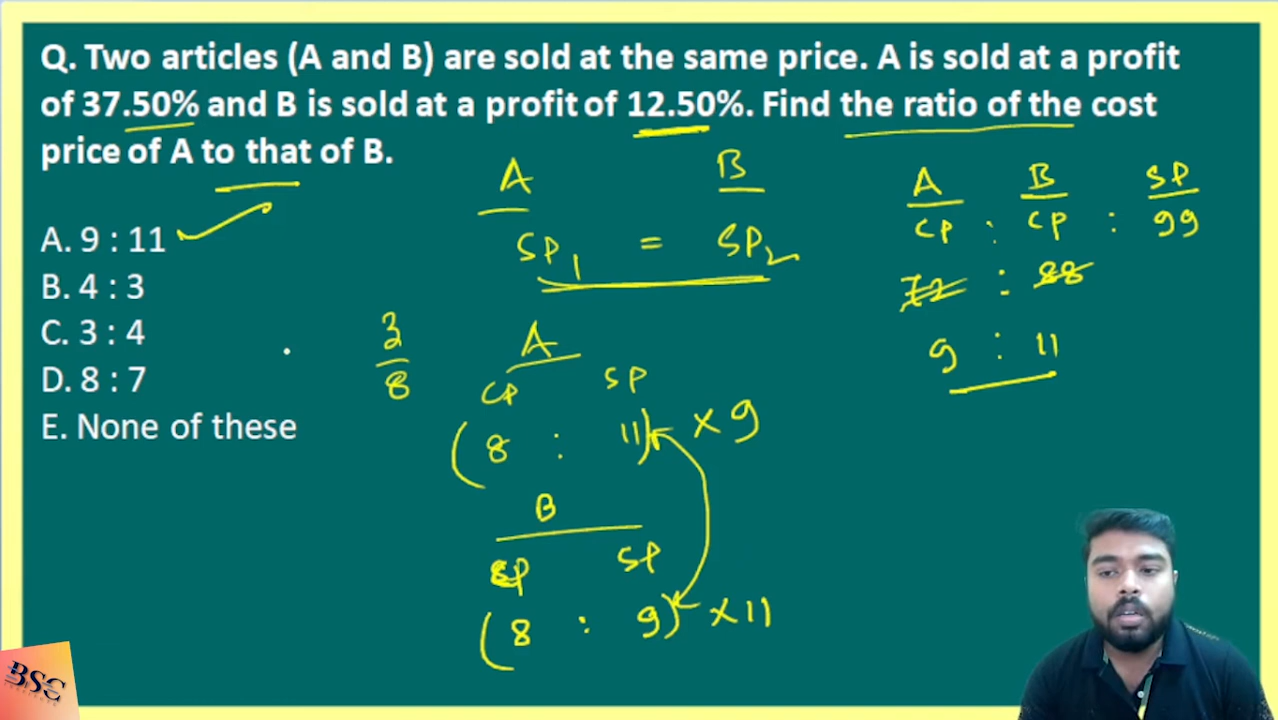 Q. Two articles (A and B) are sold at the same price. A is sold at a profit
of 37.50% and B is sold at a profit of 12.50%. Find the ratio of the cost
price of A to that of B.
A. 9 : 11
B. 4 : 3
C. 3 : 4
D. 8 : 7
E. None of these
A B
SP1 = SP2
A B SP
CP : CP : 99
72 : 88
9 : 11
3
8
A
CP SP
(8 : 11) × 9
B
CP SP
(8 : 9) × 11
BSC